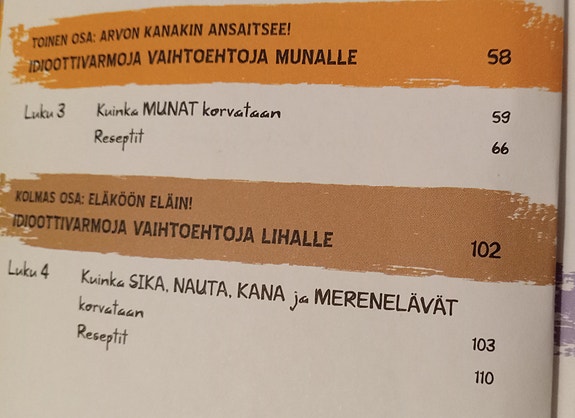 TOINEN OSA: ARVON KANAKIN ANSAITSEE!
IDIOOTTIVARMOJA VAIHTOEHTOJA MUNALLE 58
Luku 3 Kuinka MUNAT korvataan 59
Reseptit 66
KOLMAS OSA: ELÄKÖÖN ELÄIN!
IDIOOTTIVARMOJA VAIHTOEHTOJA LIHALLE 102
Luku 4 Kuinka SIKA, NAUTA, KANA ja MERENELÄVÄT
korvataan 103
Reseptit 110